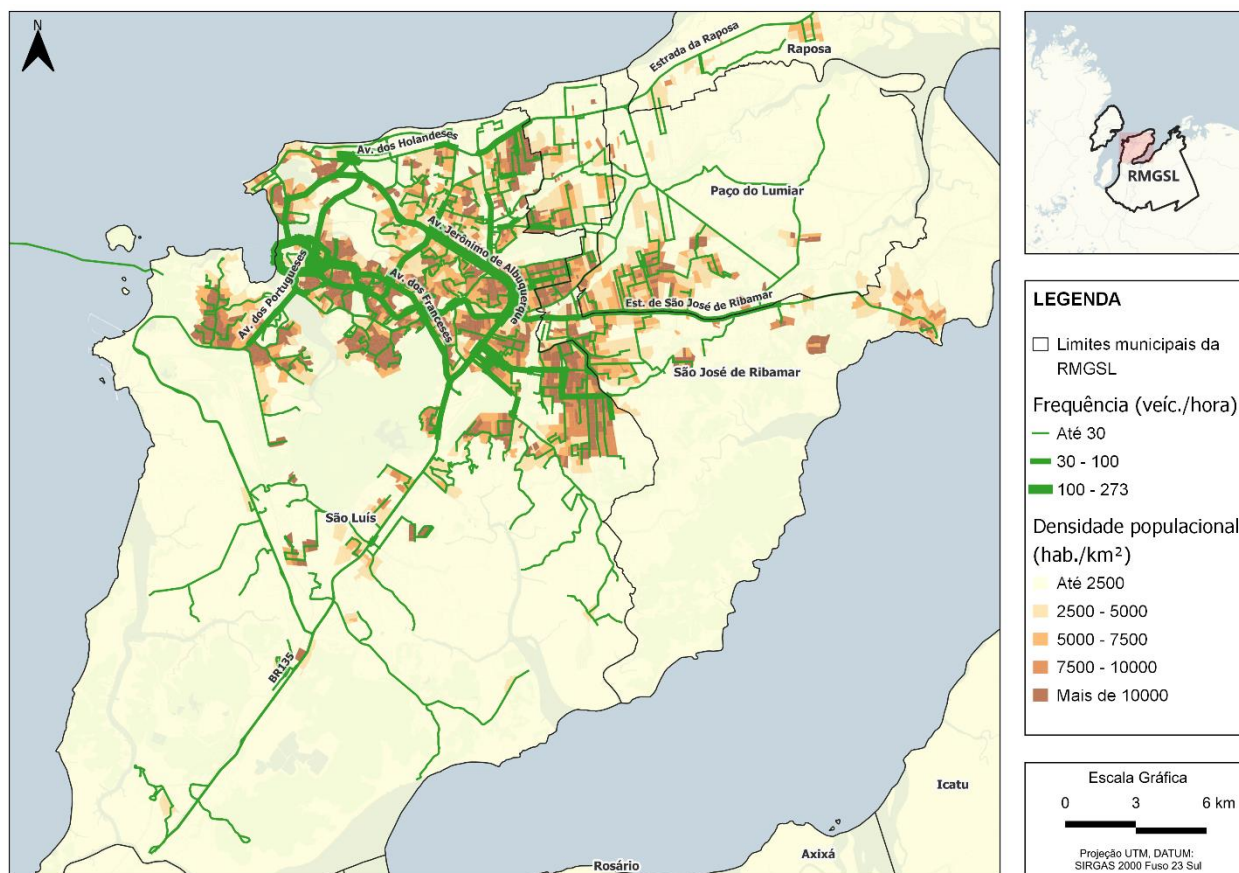 N
Estrada da Raposa
Raposa
Av. dos Holandeses
Paço do Lumiar
Av. Jerônimo de Albuquerque
Av. dos Portugueses
Av. dos Franceses
Est. de São José de Ribamar
São José de Ribamar
São Luís
BR135
Icatu
Axixá
Rosário
RMGSL
LEGENDA
Limites municipais da
RMGSL
Frequência (veíc./hora)
Até 30
30 - 100
100 - 273
Densidade populacional
(hab./km²)
Até 2500
2500 - 5000
5000 - 7500
7500 - 10000
Mais de 10000
Escala Gráfica
0 3 6 km
Projeção UTM, DATUM:
SIRGAS 2000 Fuso 23 Sul